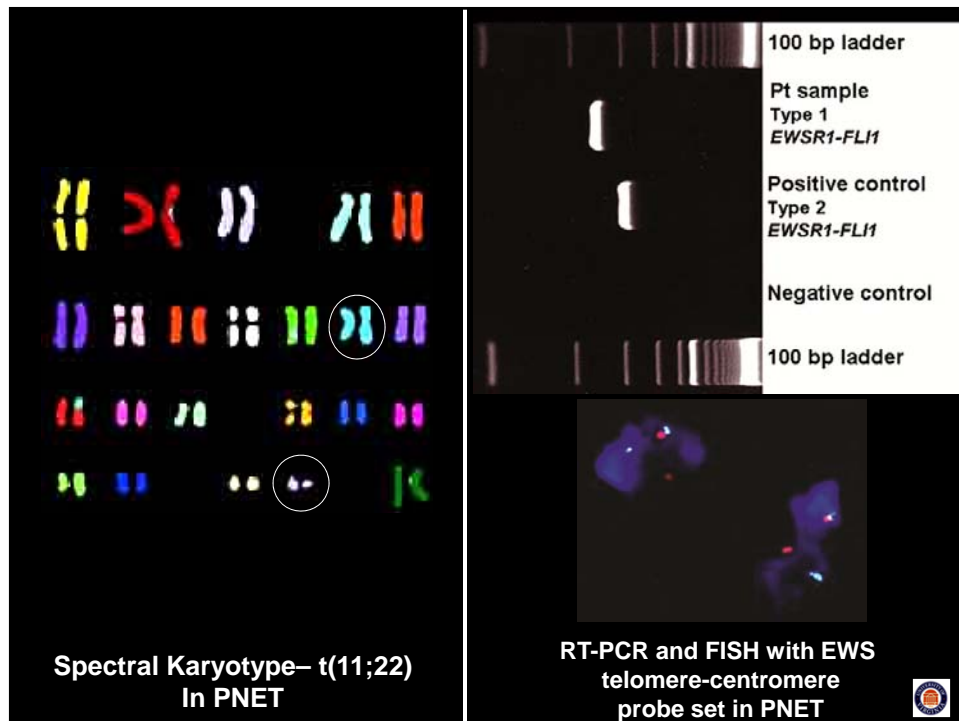 100 bp ladder
Pt sample
Type 1
EWSR1-FLI1
Positive control
Type 2
EWSR1-FLI1
Negative control
100 bp ladder
Spectral Karyotype– t(11;22)
In PNET
RT-PCR and FISH with EWS
telomere-centromere
probe set in PNET